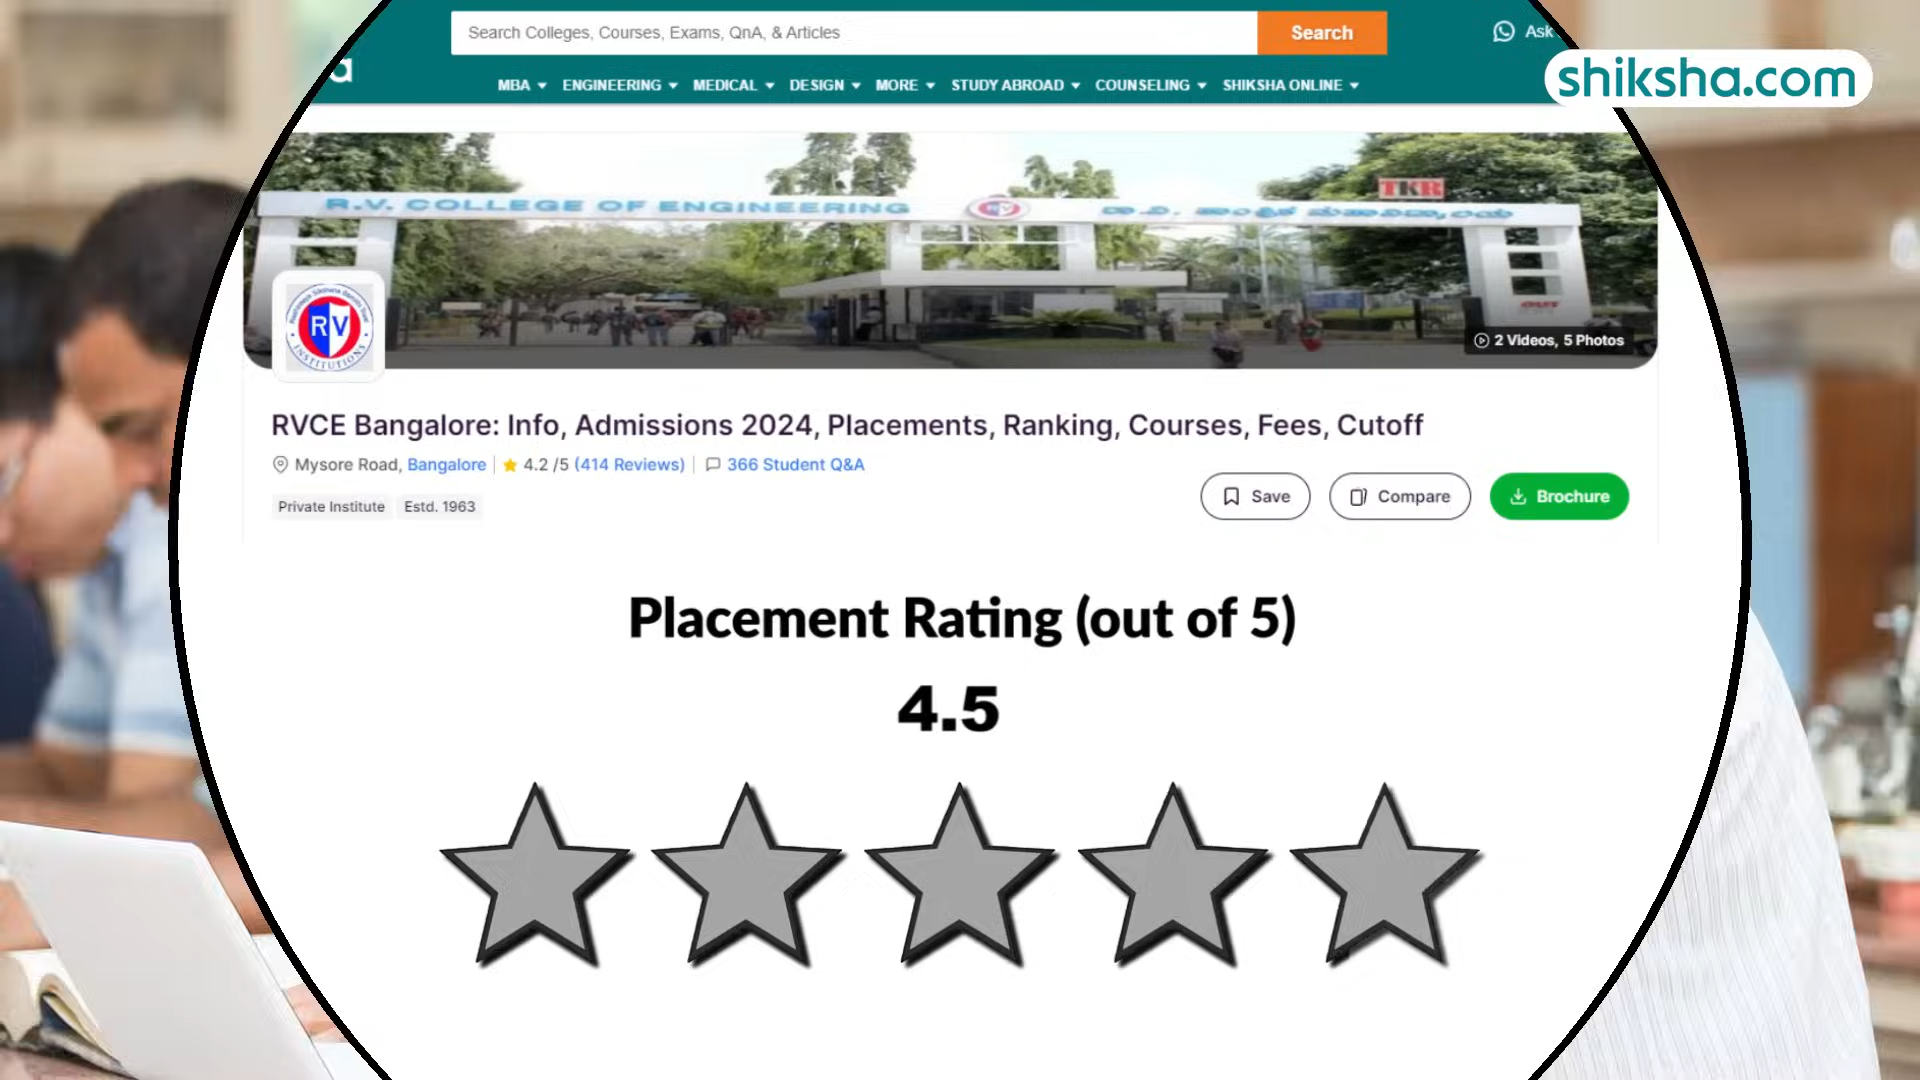 Search Colleges, Courses, Exams, QnA, & Articles
Search
Ask
a
shiksha.com
MBA
ENGINEERING
MEDICAL
DESIGN
MORE
STUDY ABROAD
COUNSELING
SHIKSHA ONLINE
TKR
R.V. COLLEGE OF ENGINEERING
RV
INSTITUTIONS
OUT
2 Videos, 5 Photos
RVCE Bangalore: Info, Admissions 2024, Placements, Ranking, Courses, Fees, Cutoff
Mysore Road, Bangalore | 4.2 /5 (414 Reviews) | 366 Student Q&A
Private Institute Estd. 1963
Save
Compare
Brochure
Placement Rating (out of 5)
4.5